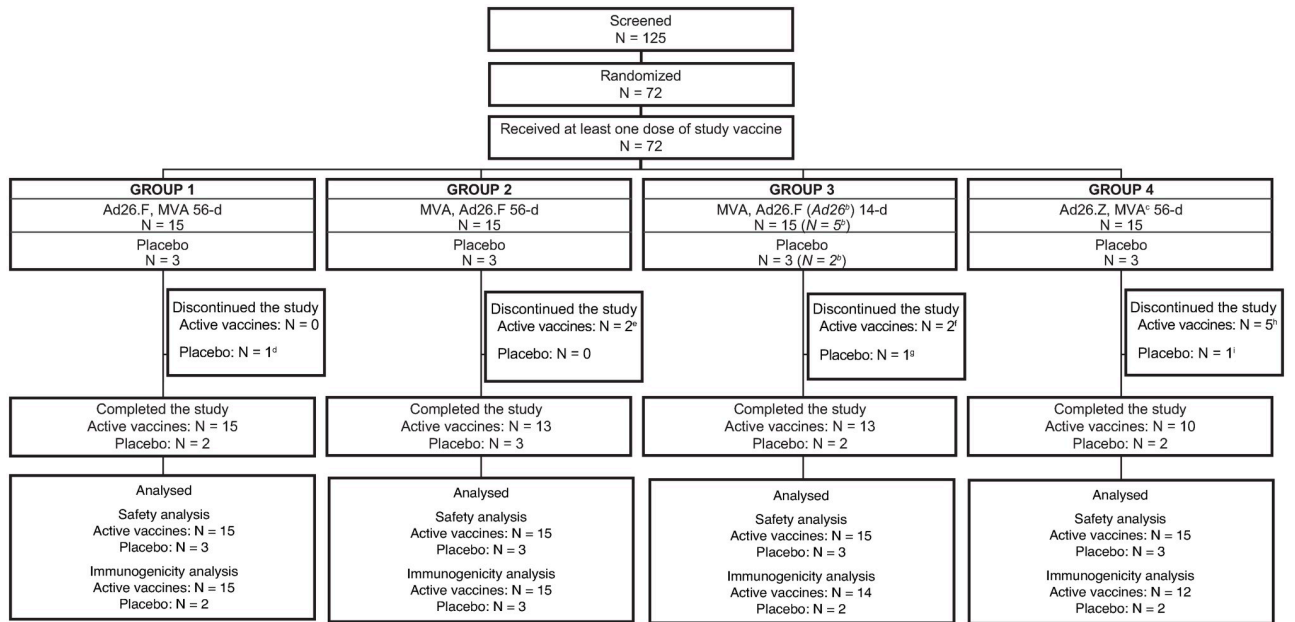 Screened
N = 125
Randomized
N = 72
Received at least one dose of study vaccine
N = 72
GROUP 1
Ad26.F, MVA 56-d
N = 15
Placebo
N = 3
GROUP 2
MVA, Ad26.F 56-d
N = 15
Placebo
N = 3
GROUP 3
MVA, Ad26.F (Ad26ᵇ) 14-d
N = 15 (N = 5ᵇ)
Placebo
N = 3 (N = 2ᵇ)
GROUP 4
Ad26.Z, MVAᶜ 56-d
N = 15
Placebo
N = 3
Discontinued the study
Active vaccines: N = 0
Placebo: N = 1ᵈ
Discontinued the study
Active vaccines: N = 2ᵉ
Placebo: N = 0
Discontinued the study
Active vaccines: N = 2ᶠ
Placebo: N = 1ᵍ
Discontinued the study
Active vaccines: N = 5ʰ
Placebo: N = 1ⁱ
Completed the study
Active vaccines: N = 15
Placebo: N = 2
Completed the study
Active vaccines: N = 13
Placebo: N = 3
Completed the study
Active vaccines: N = 13
Placebo: N = 2
Completed the study
Active vaccines: N = 10
Placebo: N = 2
Analysed
Safety analysis
Active vaccines: N = 15
Placebo: N = 3
Immunogenicity analysis
Active vaccines: N = 15
Placebo: N = 2
Analysed
Safety analysis
Active vaccines: N = 15
Placebo: N = 3
Immunogenicity analysis
Active vaccines: N = 15
Placebo: N = 3
Analysed
Safety analysis
Active vaccines: N = 15
Placebo: N = 3
Immunogenicity analysis
Active vaccines: N = 14
Placebo: N = 2
Analysed
Safety analysis
Active vaccines: N = 15
Placebo: N = 3
Immunogenicity analysis
Active vaccines: N = 12
Placebo: N = 2